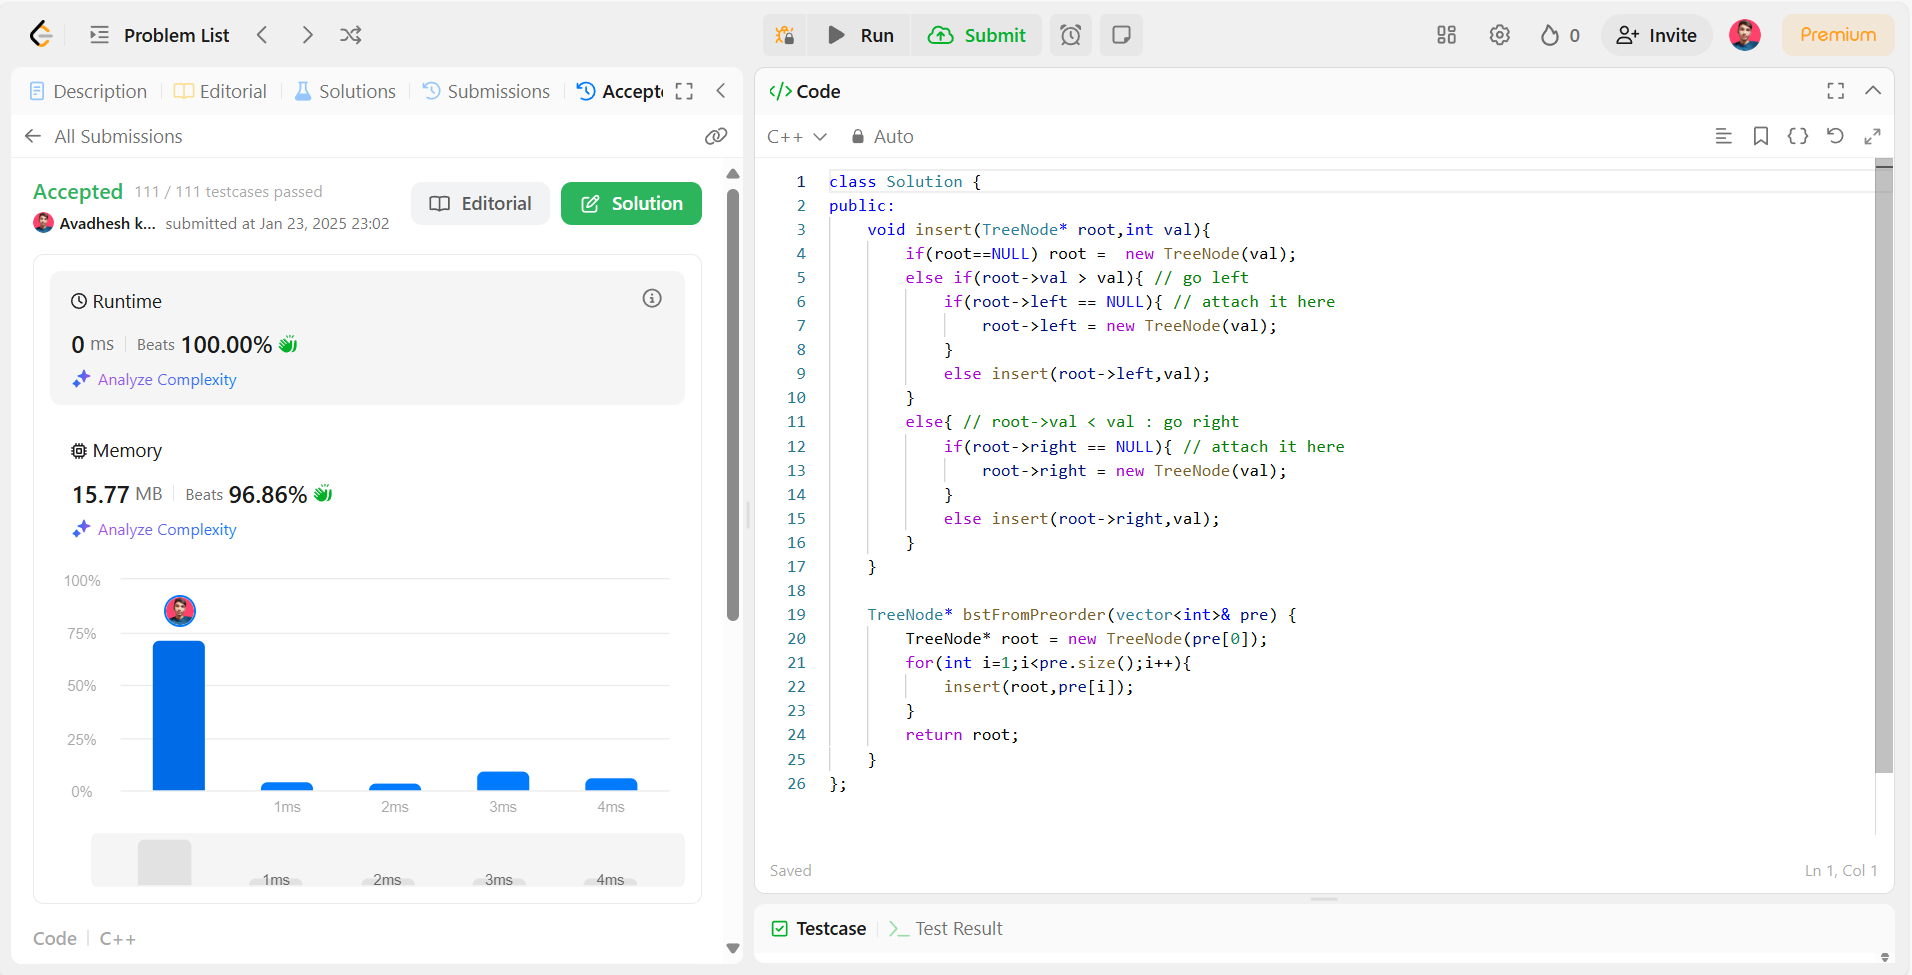 Problem List
Run
Submit
0
Invite
Premium
Description
Editorial
Solutions
Submissions
Accept
All Submissions
Accepted 111 / 111 testcases passed
Avadhesh k... submitted at Jan 23, 2025 23:02
Editorial
Solution
Runtime
0 ms Beats 100.00%
Analyze Complexity
Memory
15.77 MB Beats 96.86%
Analyze Complexity
100%
75%
50%
25%
0%
1ms 2ms 3ms 4ms
1ms 2ms 3ms 4ms
Code C++
</> Code
C++ Auto
1 class Solution {
2 public:
3 void insert(TreeNode* root,int val){
4 if(root==NULL) root =  new TreeNode(val);
5 else if(root->val > val){ // go left
6 if(root->left == NULL){ // attach it here
7 root->left = new TreeNode(val);
8 }
9 else insert(root->left,val);
10 }
11 else{ // root->val < val : go right
12 if(root->right == NULL){ // attach it here
13 root->right = new TreeNode(val);
14 }
15 else insert(root->right,val);
16 }
17 }
18
19 TreeNode* bstFromPreorder(vector<int>& pre) {
20 TreeNode* root = new TreeNode(pre[0]);
21 for(int i=1;i<pre.size();i++){
22 insert(root,pre[i]);
23 }
24 return root;
25 }
26 };
Saved
Ln 1, Col 1
Testcase
Test Result